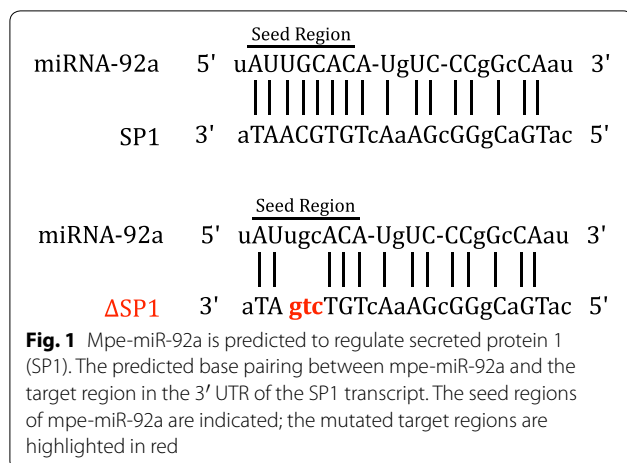 Seed Region
miRNA-92a 5' uAUUGCACA-UgUC-CCgGcCAau 3'
SP1 3' aTAACGTGTcAaAGcGGgCaGTac 5'
Seed Region
miRNA-92a 5' uAUugcACA-UgUC-CCgGcCAau 3'
ΔSP1 3' aTA gtcTGTcAaAGcGGgCaGTac 5'
Fig. 1 Mpe-miR-92a is predicted to regulate secreted protein 1
(SP1). The predicted base pairing between mpe-miR-92a and the
target region in the 3′ UTR of the SP1 transcript. The seed regions
of mpe-miR-92a are indicated; the mutated target regions are
highlighted in red